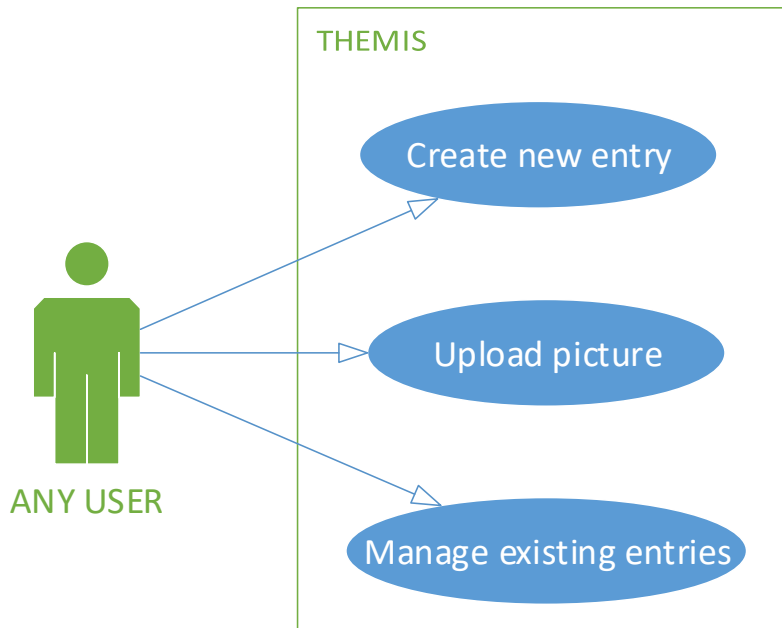 THEMIS
Create new entry
Upload picture
ANY USER
Manage existing entries